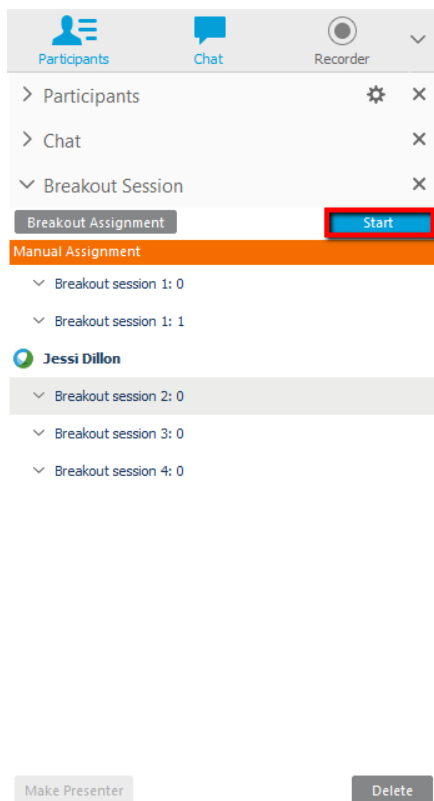 Participants Chat Recorder
Participants
Chat
Breakout Session
Breakout Assignment Start
Manual Assignment
Breakout session 1: 0
Breakout session 1: 1
Jessi Dillon
Breakout session 2: 0
Breakout session 3: 0
Breakout session 4: 0
Make Presenter Delete